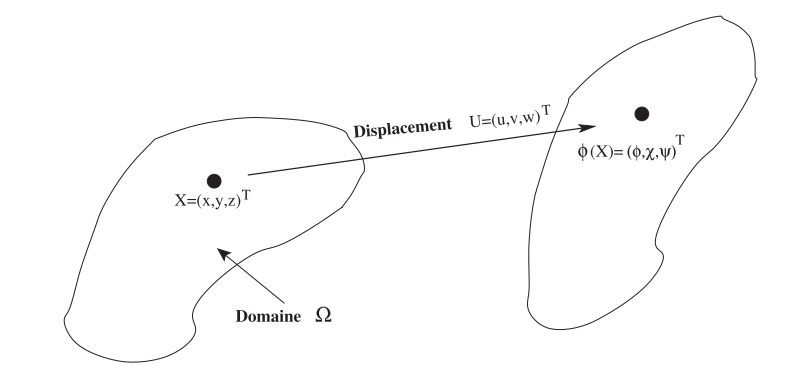 Displacement U=(u,v,w)^T
ϕ(X)=(ϕ,χ,ψ)^T
X=(x,y,z)^T
Domaine Ω